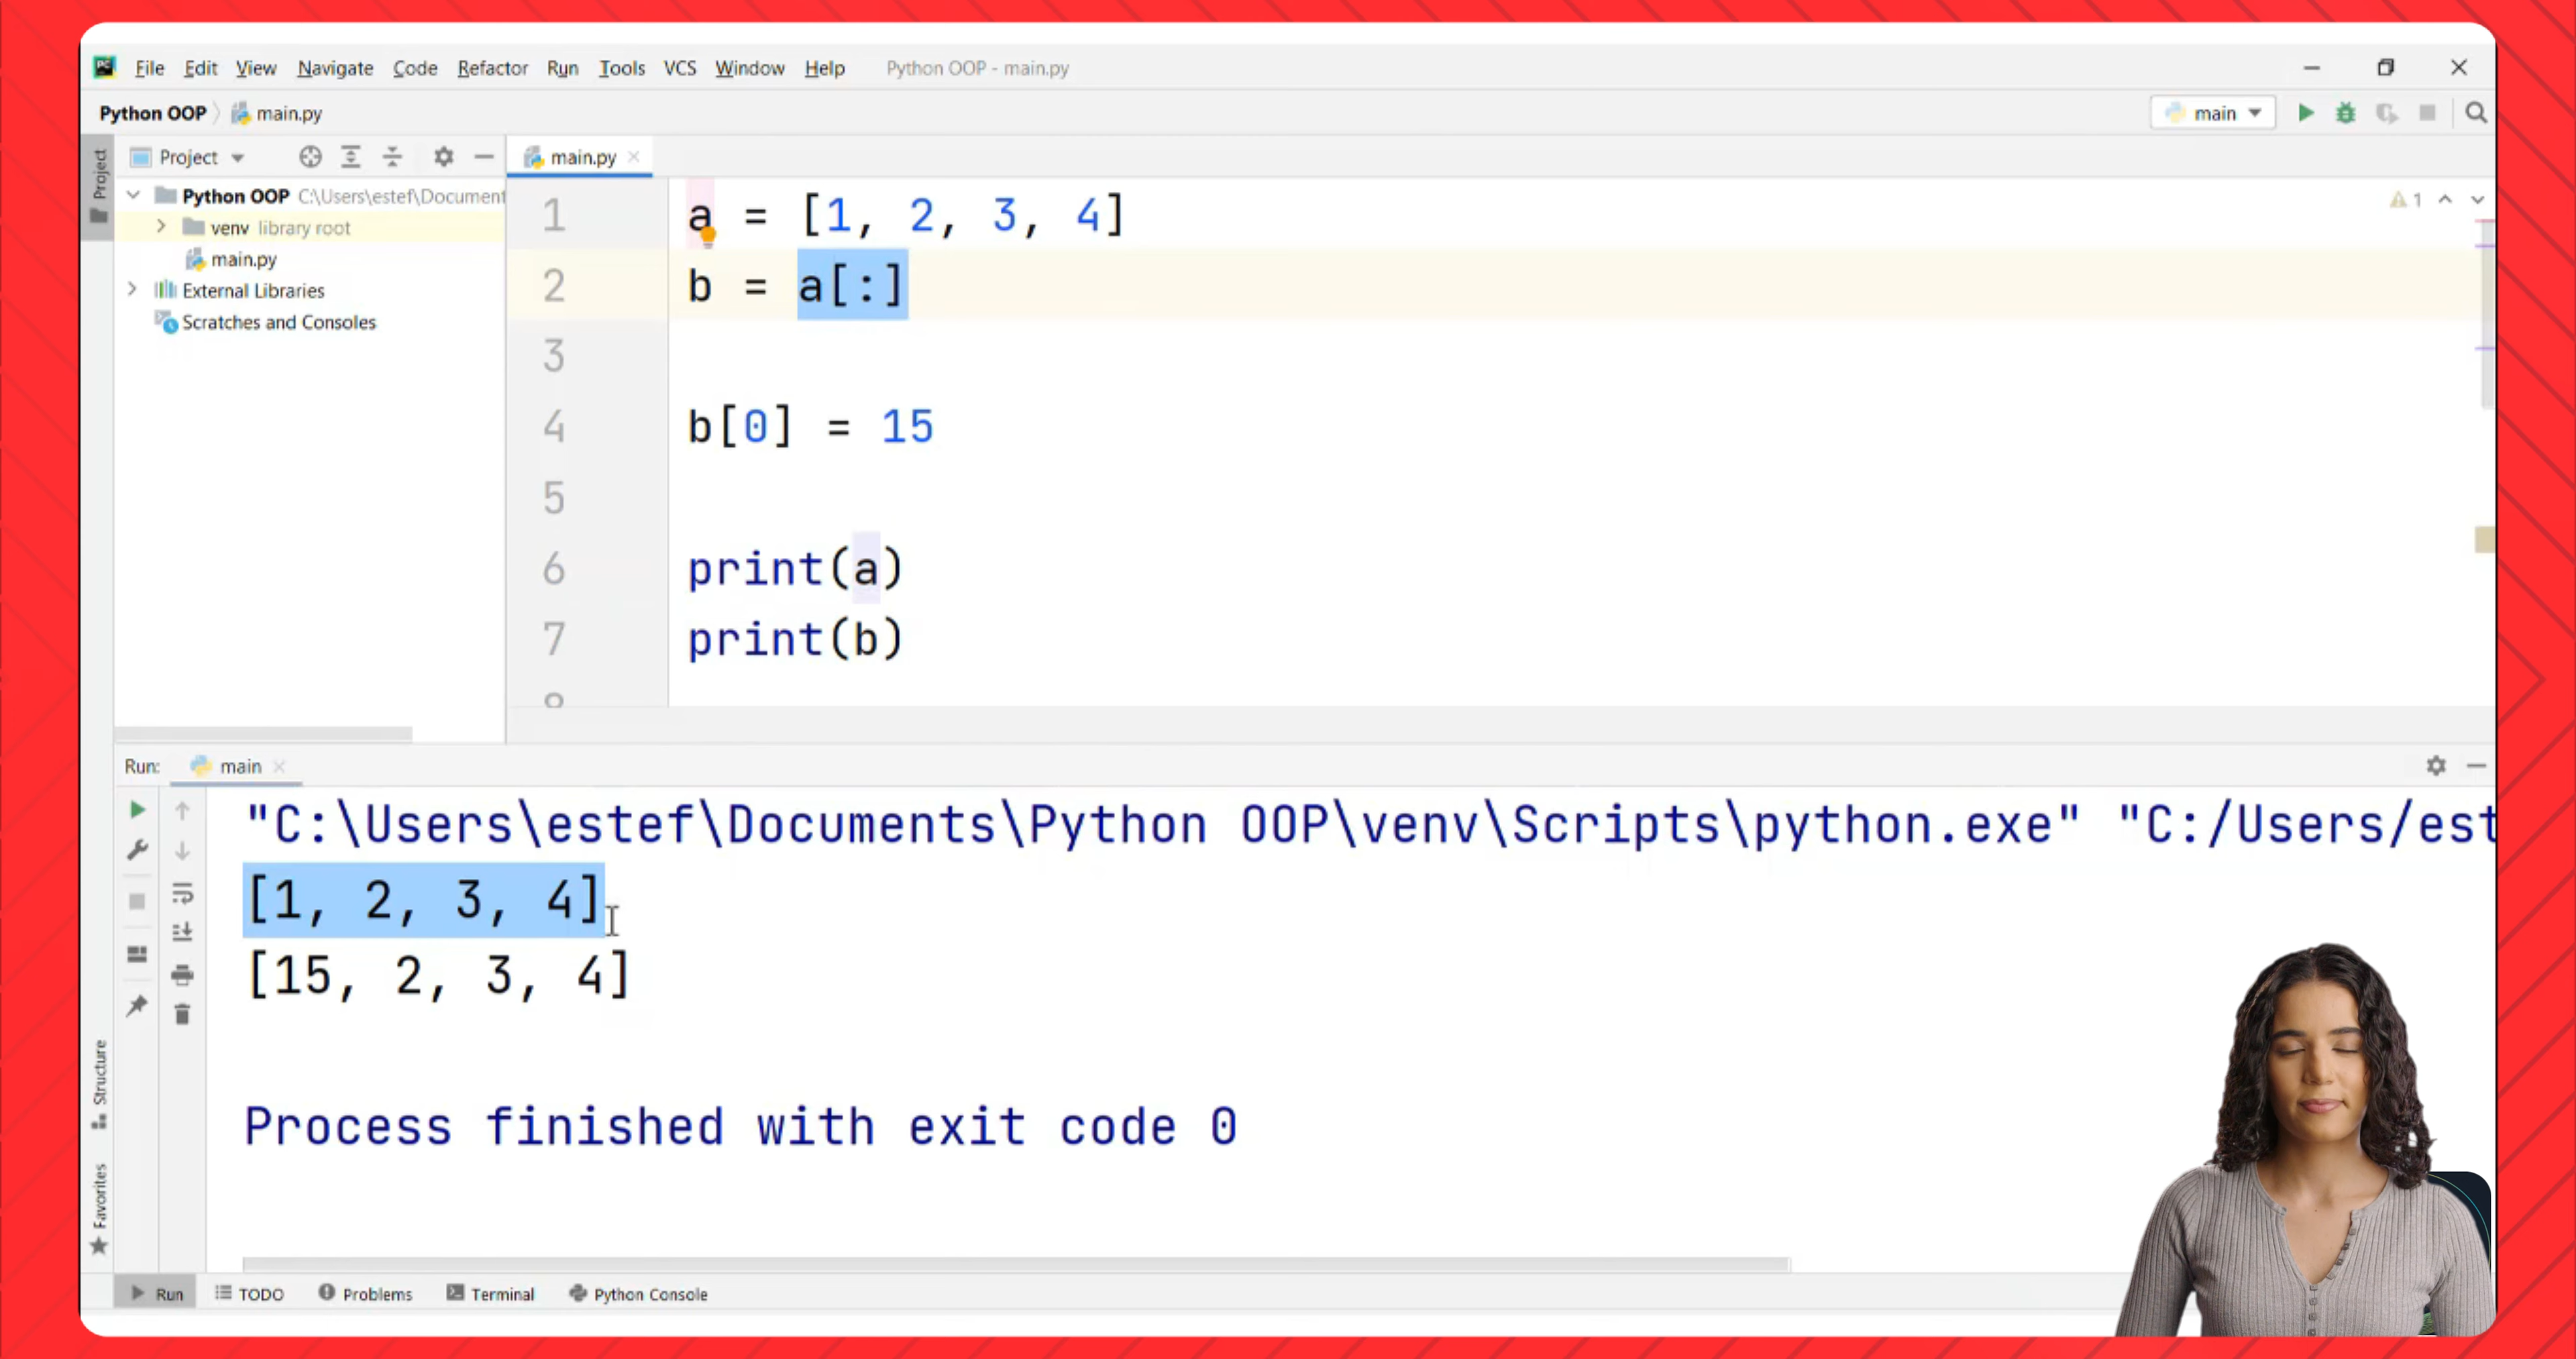 File Edit View Navigate Code Refactor Run Tools VCS Window Help Python OOP - main.py
Python OOP main.py main
Project
Project main.py
Python OOP C:\Users\estef\Document
venv library root
main.py
External Libraries
Scratches and Consoles
1
1 a = [1, 2, 3, 4]
2 b = a[:]
3
4 b[0] = 15
5
6 print(a)
7 print(b)
8
Run: main
"C:\Users\estef\Documents\Python OOP\venv\Scripts\python.exe" "C:/Users/est
[1, 2, 3, 4]
[15, 2, 3, 4]
Process finished with exit code 0
Structure
Favorites
Run TODO Problems Terminal Python Console